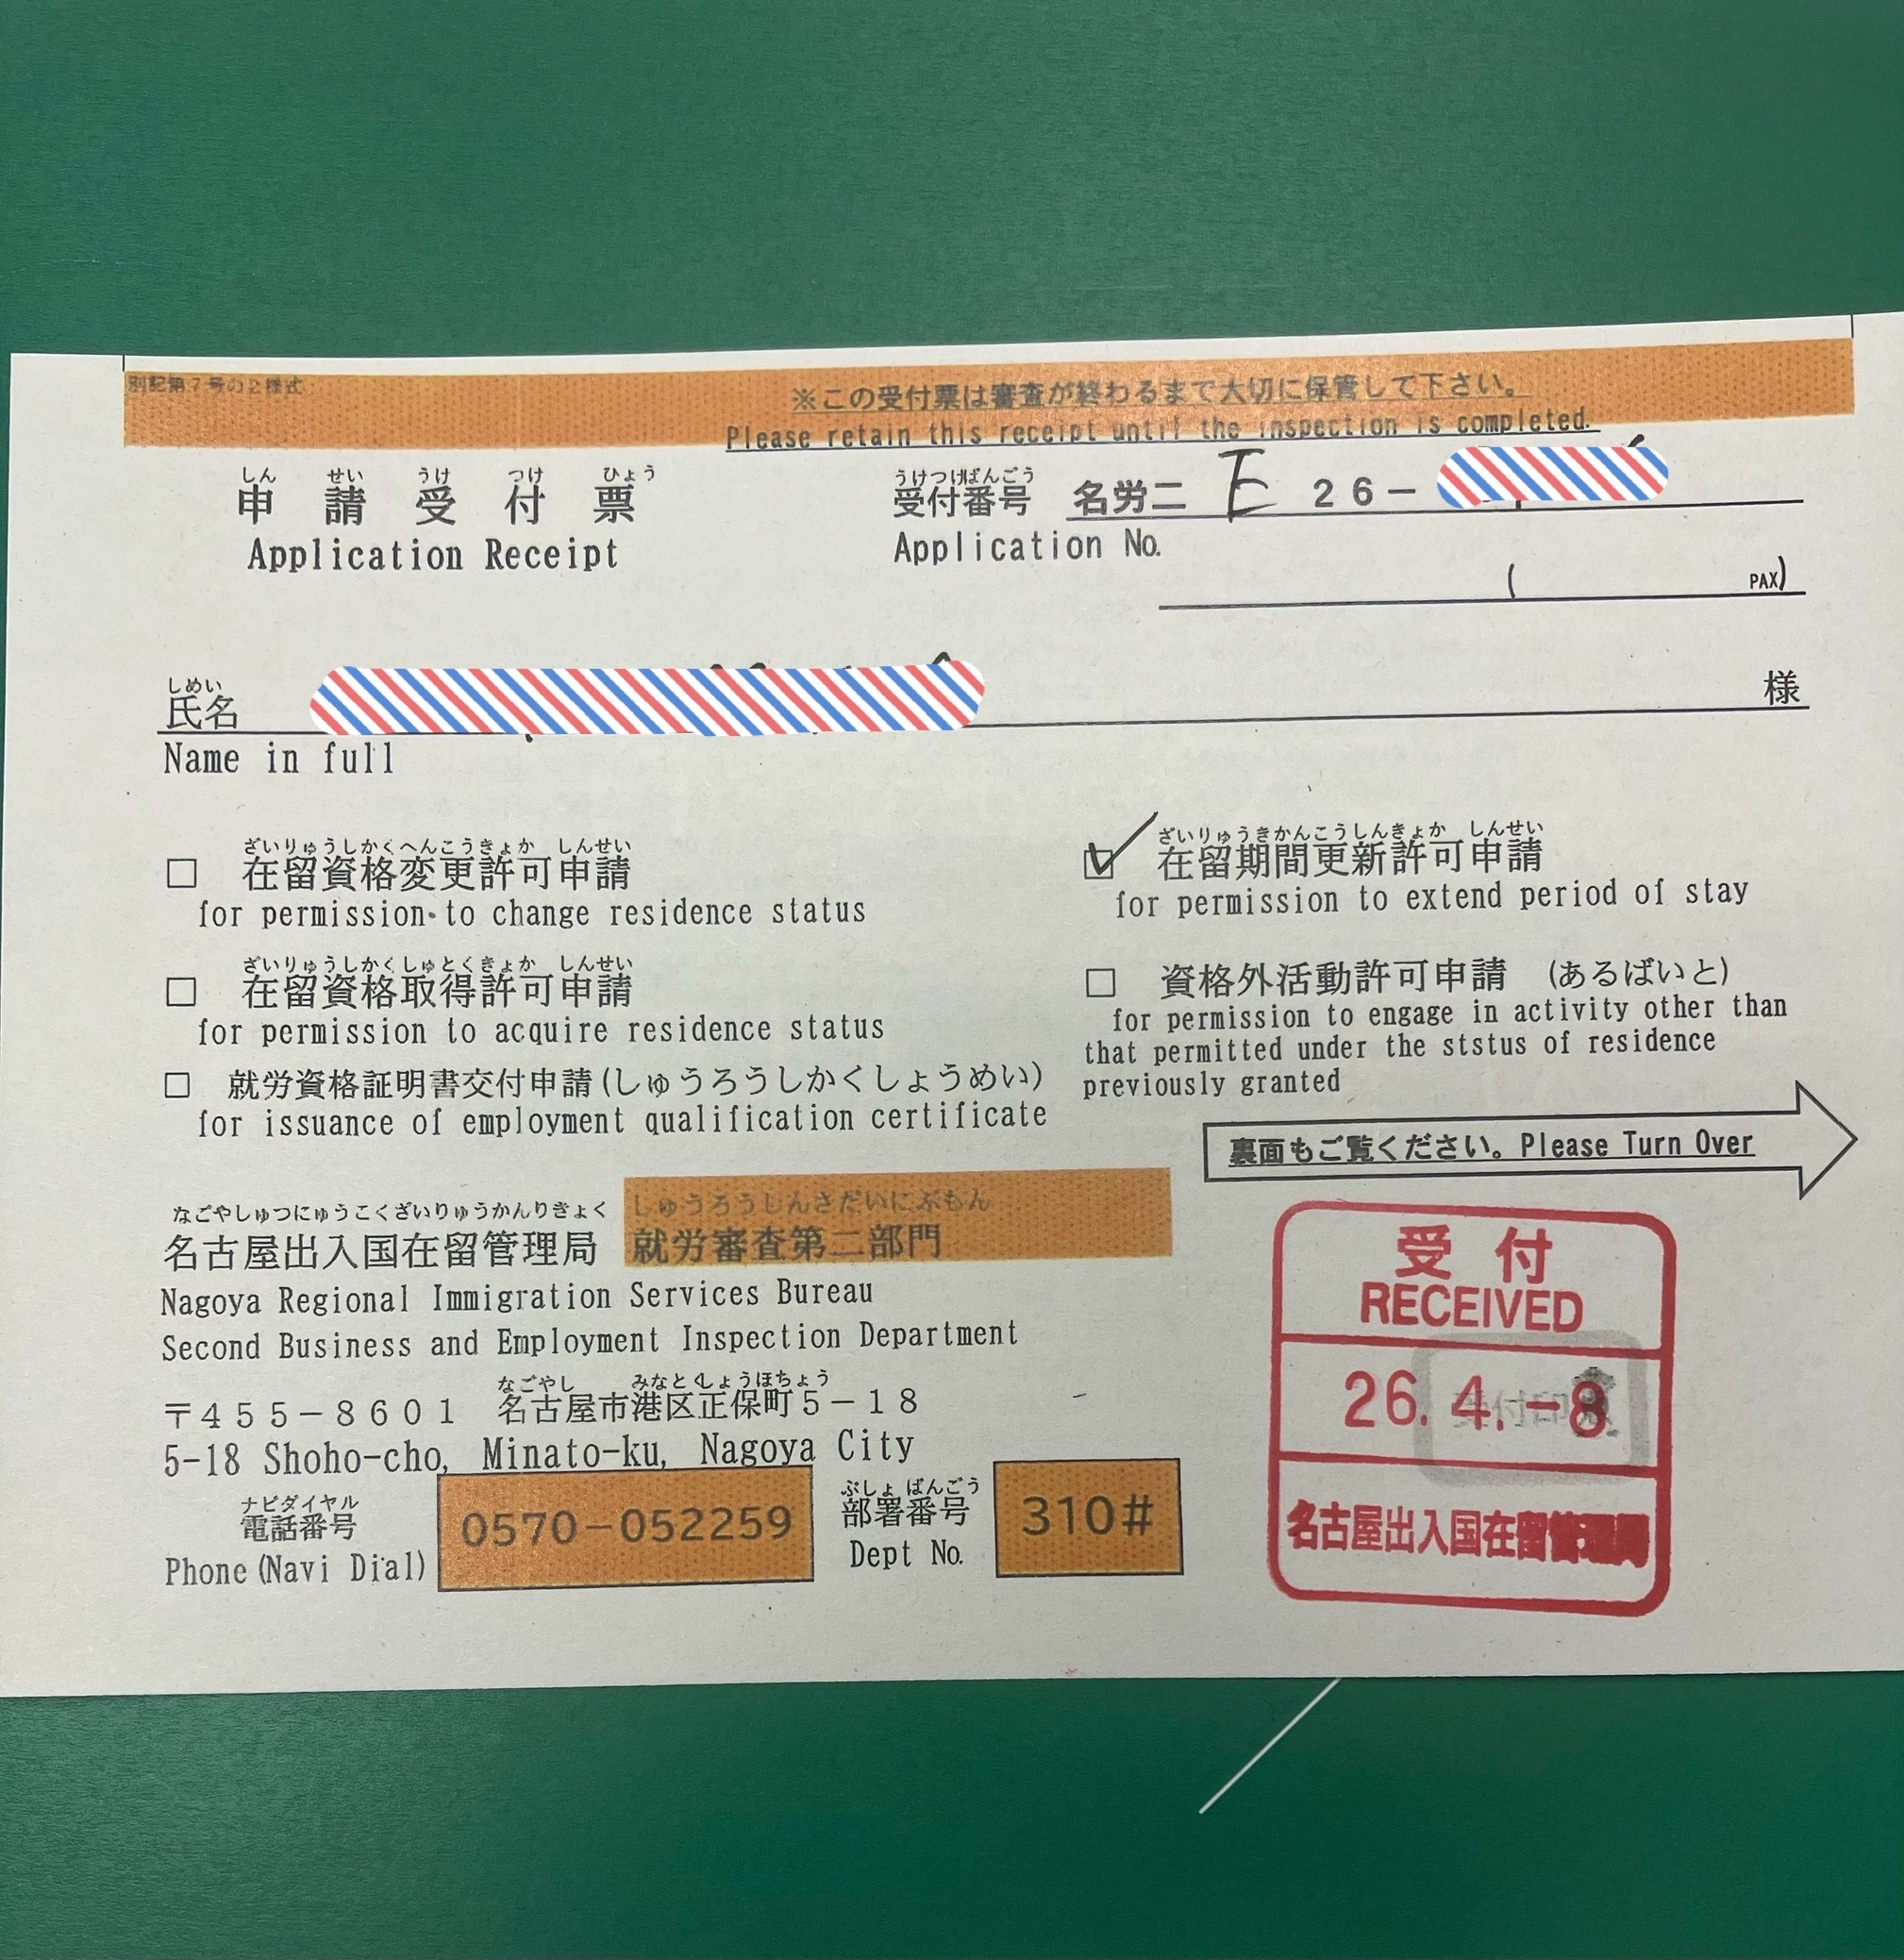 別記第7号の2様式
※この受付票は審査が終わるまで大切に保管して下さい。
Please retain this receipt until the inspection is completed.
しん せい うけ つけ ひょう
申請受付票
Application Receipt
うけつけばんごう
受付番号 名労二 E 26-
Application No.
( PAX)
しめい
氏名 様
Name in full
ざいりゅうしかくへんこうきょか しんせい
□ 在留資格変更許可申請
for permission to change residence status
ざいりゅうきかんこうしんきょか しんせい
☑ 在留期間更新許可申請
for permission to extend period of stay
ざいりゅうしかくしゅとくきょか しんせい
□ 在留資格取得許可申請
for permission to acquire residence status
□ 資格外活動許可申請 (あるばいと)
for permission to engage in activity other than
that permitted under the ststus of residence
previously granted
□ 就労資格証明書交付申請(しゅうろうしかくしょうめい)
for issuance of employment qualification certificate
裏面もご覧ください。Please Turn Over
なごやしゅつにゅうこくざいりゅうかんりきょく しゅうろうしんさだいにぶもん
名古屋出入国在留管理局 就労審査第二部門
Nagoya Regional Immigration Services Bureau
Second Business and Employment Inspection Department
なごやし みなとく しょうほちょう
〒455-8601 名古屋市港区正保町5-18
5-18 Shoho-cho, Minato-ku, Nagoya City
ナビダイヤル
電話番号
Phone(Navi Dial)
0570-052259
ぶしょ ばんごう
部署番号
Dept No.
310#
受付
RECEIVED
26.4.-8
名古屋出入国在留管理局